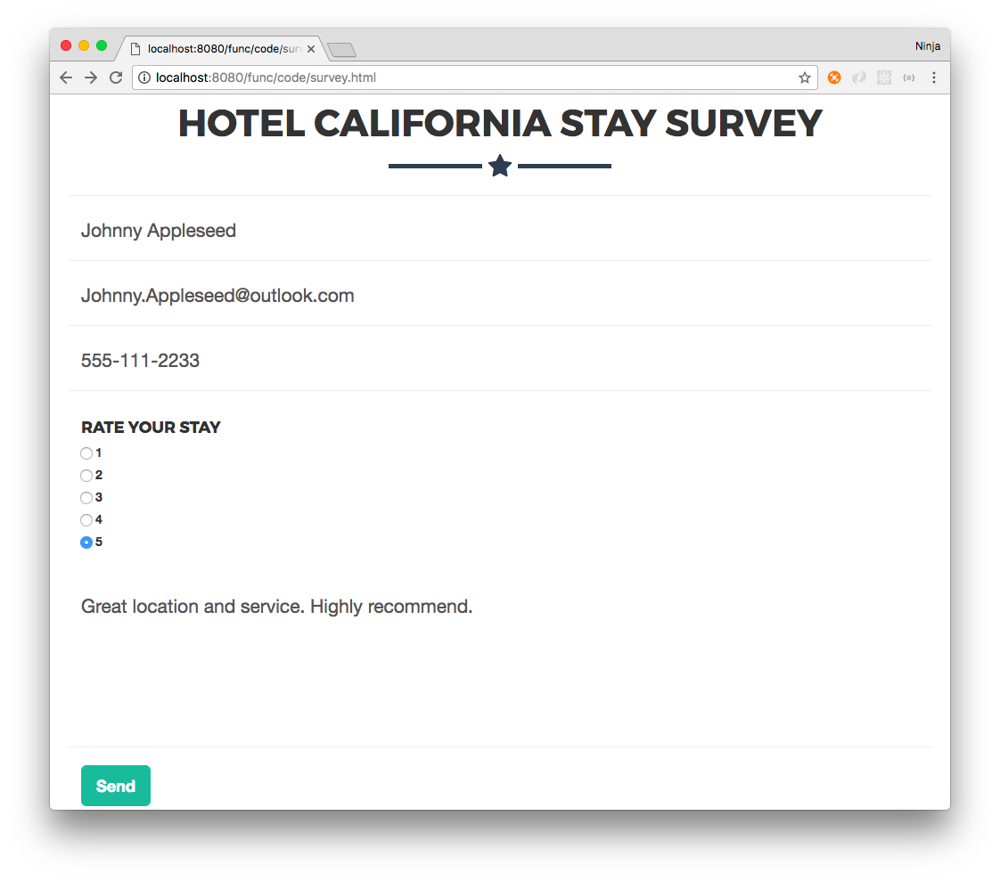 localhost:8080/func/code/sur
Ninja
localhost:8080/func/code/survey.html
HOTEL CALIFORNIA STAY SURVEY
Johnny Appleseed
Johnny.Appleseed@outlook.com
555-111-2233
RATE YOUR STAY
1
2
3
4
5
Great location and service. Highly recommend.
Send